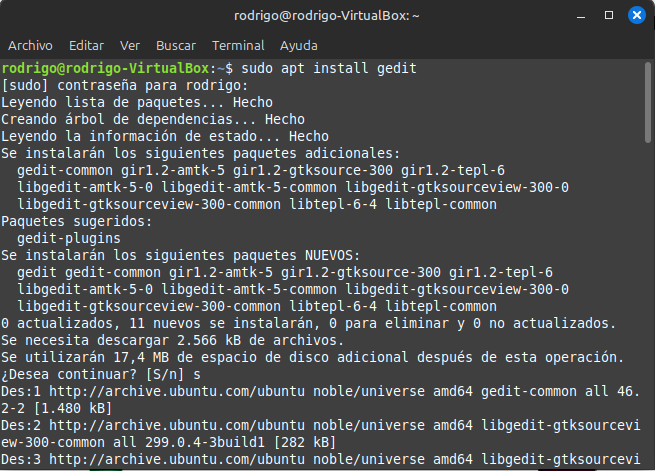 rodrigo@rodrigo-VirtualBox: ~
Archivo Editar Ver Buscar Terminal Ayuda
rodrigo@rodrigo-VirtualBox:~$ sudo apt install gedit
[sudo] contraseña para rodrigo:
Leyendo lista de paquetes... Hecho
Creando árbol de dependencias... Hecho
Leyendo la información de estado... Hecho
Se instalarán los siguientes paquetes adicionales:
  gedit-common gir1.2-amtk-5 gir1.2-gtksource-300 gir1.2-tepl-6
  libgedit-amtk-5-0 libgedit-amtk-5-common libgedit-gtksourceview-300-0
  libgedit-gtksourceview-300-common libtepl-6-4 libtepl-common
Paquetes sugeridos:
  gedit-plugins
Se instalarán los siguientes paquetes NUEVOS:
  gedit gedit-common gir1.2-amtk-5 gir1.2-gtksource-300 gir1.2-tepl-6
  libgedit-amtk-5-0 libgedit-amtk-5-common libgedit-gtksourceview-300-0
  libgedit-gtksourceview-300-common libtepl-6-4 libtepl-common
0 actualizados, 11 nuevos se instalarán, 0 para eliminar y 0 no actualizados.
Se necesita descargar 2.566 kB de archivos.
Se utilizarán 17,4 MB de espacio de disco adicional después de esta operación.
¿Desea continuar? [S/n] s
Des:1 http://archive.ubuntu.com/ubuntu noble/universe amd64 gedit-common all 46.
2-2 [1.480 kB]
Des:2 http://archive.ubuntu.com/ubuntu noble/universe amd64 libgedit-gtksourcevi
ew-300-common all 299.0.4-3build1 [282 kB]
Des:3 http://archive.ubuntu.com/ubuntu noble/universe amd64 libgedit-gtksourcevi